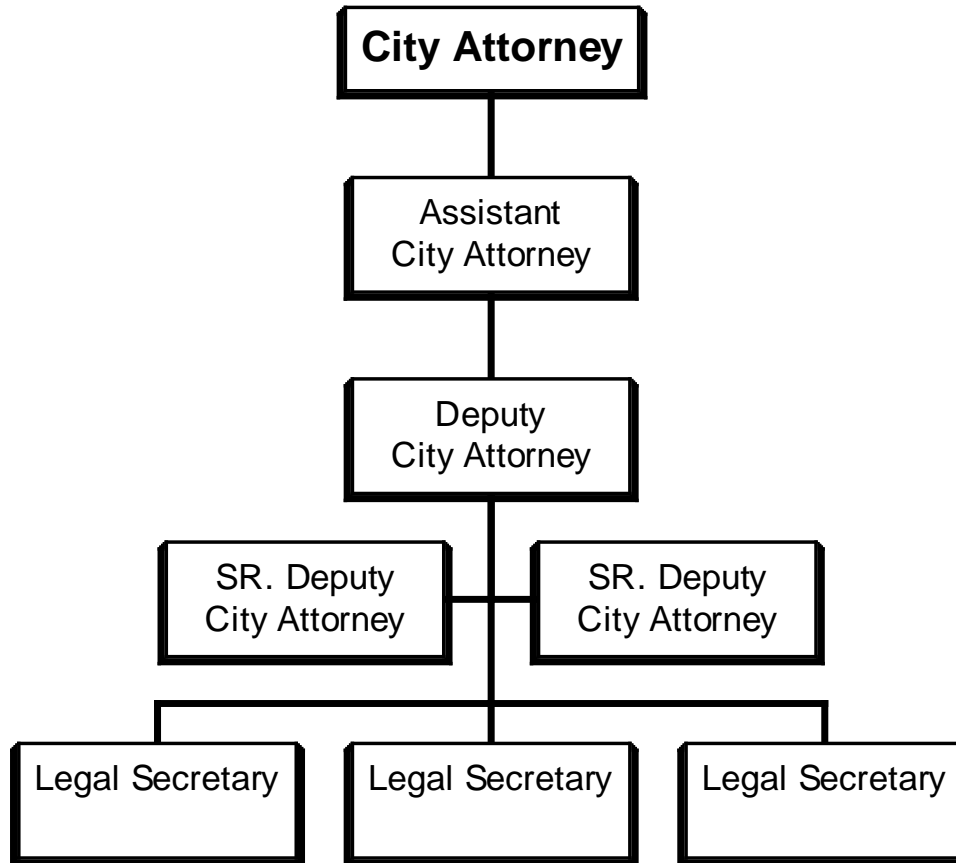 City Attorney
Assistant
City Attorney
Deputy
City Attorney
SR. Deputy
City Attorney
SR. Deputy
City Attorney
Legal Secretary
Legal Secretary
Legal Secretary